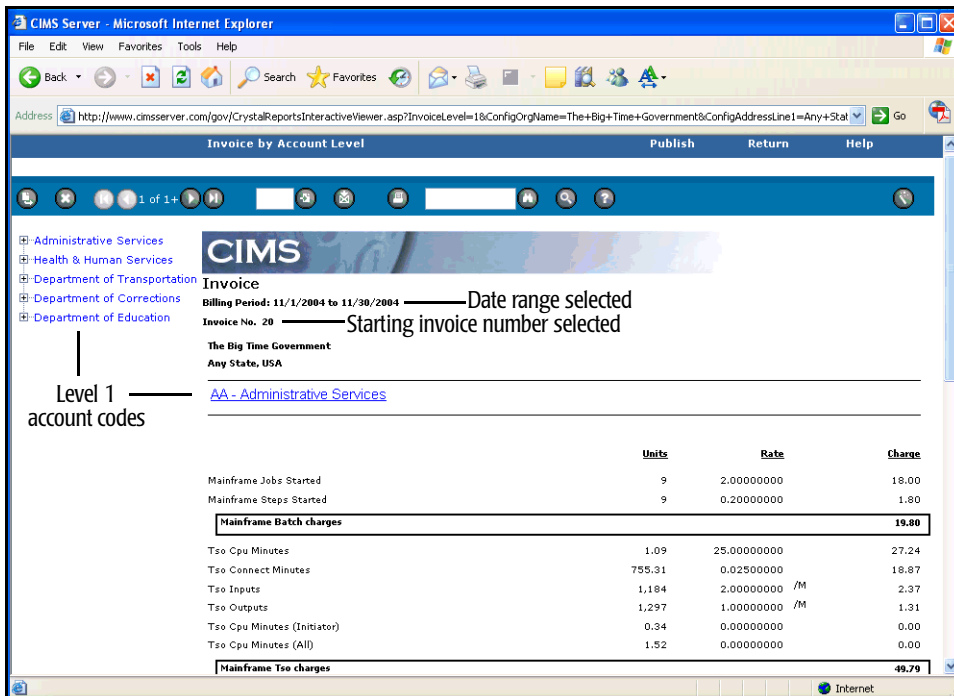 CIMS Server - Microsoft Internet Explorer
File Edit View Favorites Tools Help
Back Search Favorites
Address http://www.cimsserver.com/gov/CrystalReportsInteractiveViewer.asp?InvoiceLevel=1&ConfigOrgName=The+Big+Time+Government&ConfigAddressLine1=Any+Stat Go
Invoice by Account Level Publish Return Help
1 of 1+
Administrative Services
Health & Human Services
Department of Transportation
Department of Corrections
Department of Education
Level 1
account codes
CIMS
Invoice
Billing Period: 11/1/2004 to 11/30/2004 Date range selected
Invoice No. 20 Starting invoice number selected
The Big Time Government
Any State, USA
AA - Administrative Services
Units Rate Charge
Mainframe Jobs Started 9 2.00000000 18.00
Mainframe Steps Started 9 0.20000000 1.80
Mainframe Batch charges 19.80
Tso Cpu Minutes 1.09 25.00000000 27.24
Tso Connect Minutes 755.31 0.02500000 18.87
Tso Inputs 1,184 2.00000000 /M 2.37
Tso Outputs 1,297 1.00000000 /M 1.31
Tso Cpu Minutes (Initiator) 0.34 0.00000000 0.00
Tso Cpu Minutes (All) 1.52 0.00000000 0.00
Mainframe Tso charges 49.79
Internet